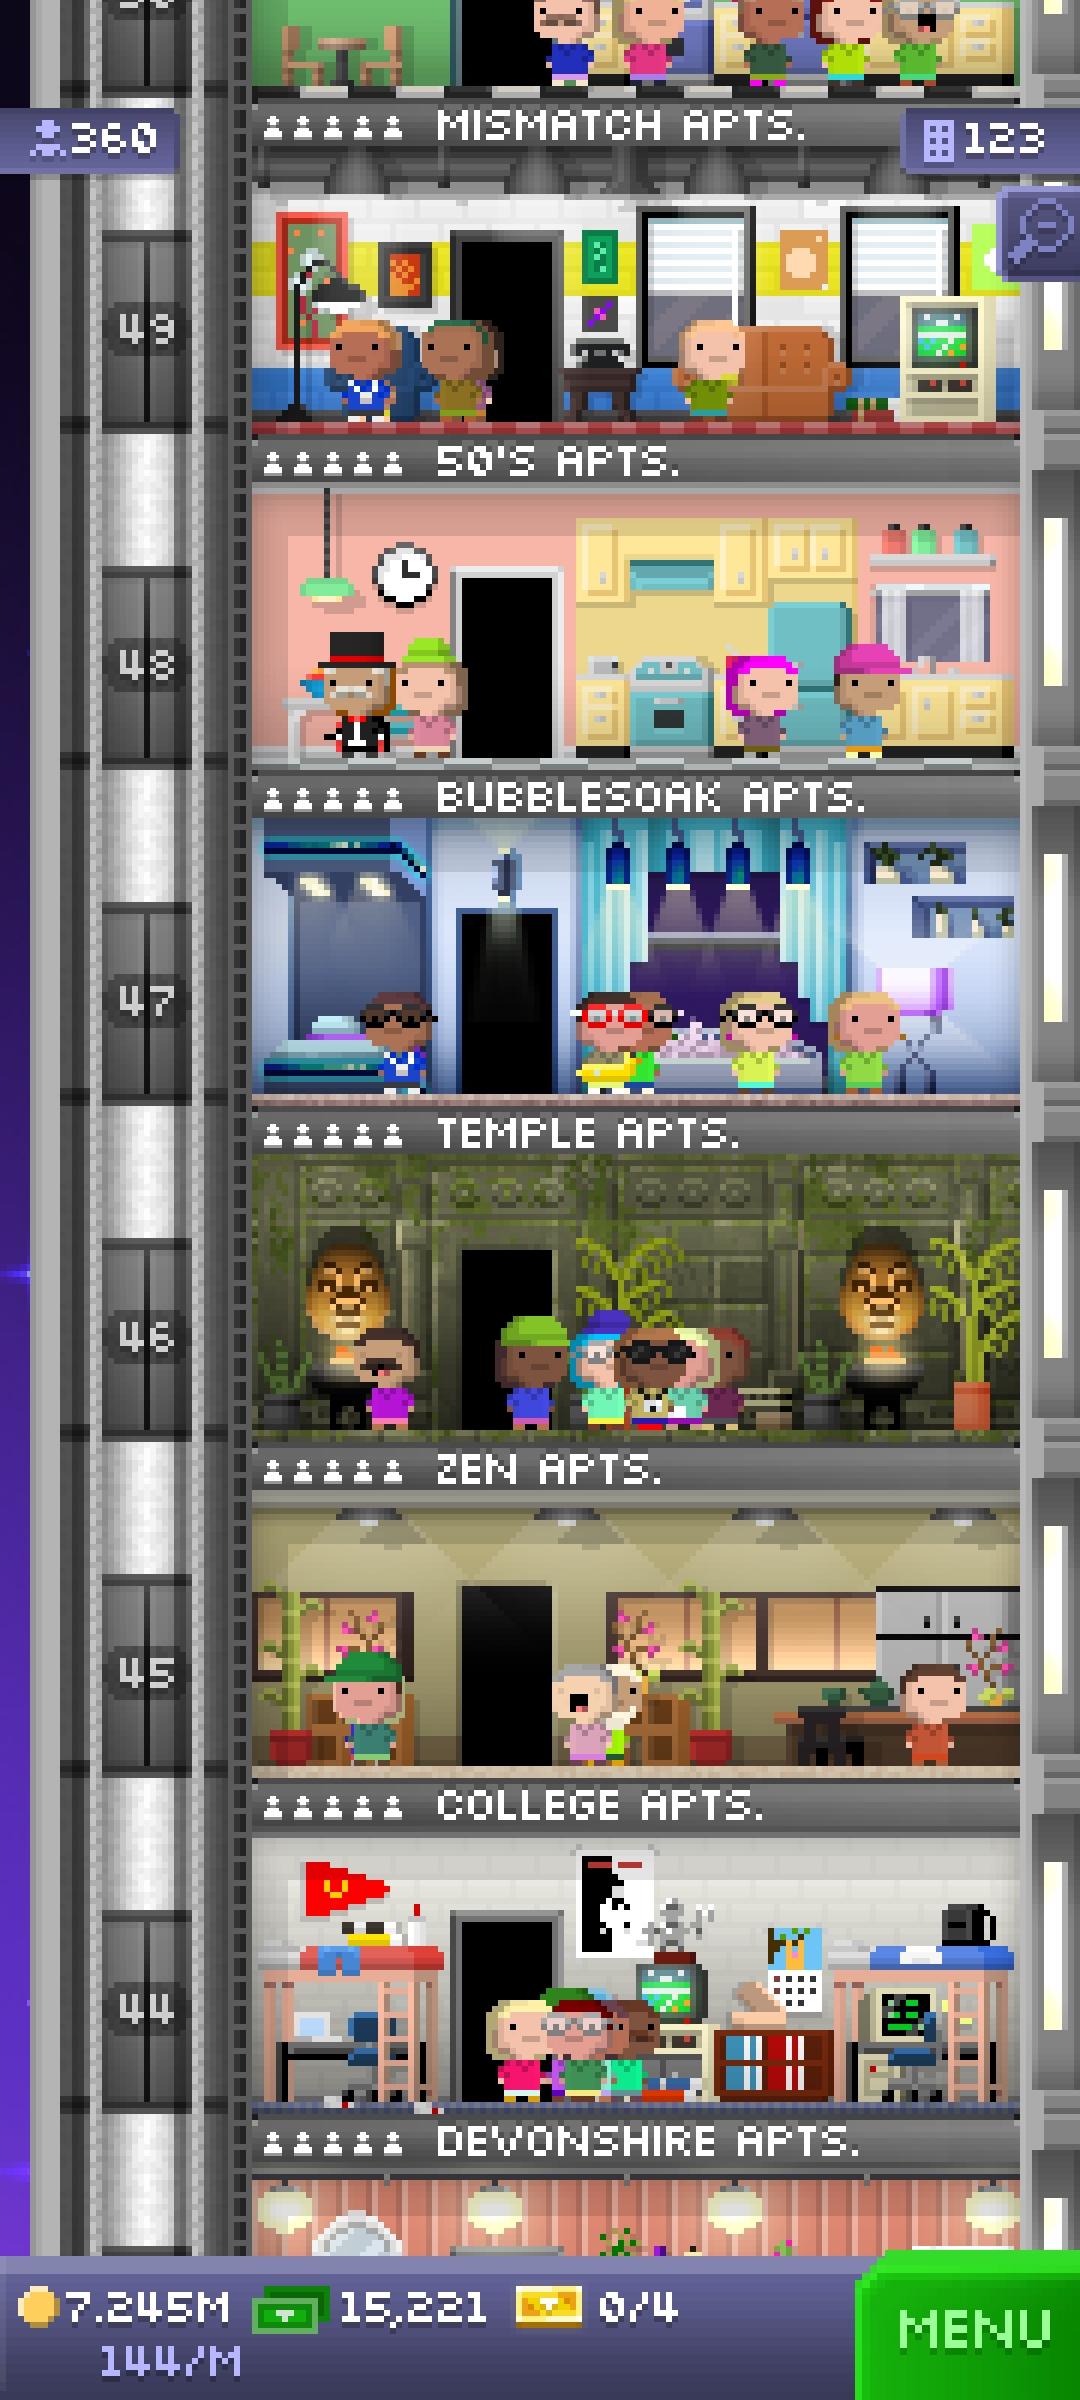 MISMATCH APTS.
360
123
49
50'S APTS.
48
BUBBLESOAK APTS.
47
TEMPLE APTS.
46
ZEN APTS.
45
COLLEGE APTS.
44
DEVONSHIRE APTS.
7.245M 15,221 0/4
144/M
MENU